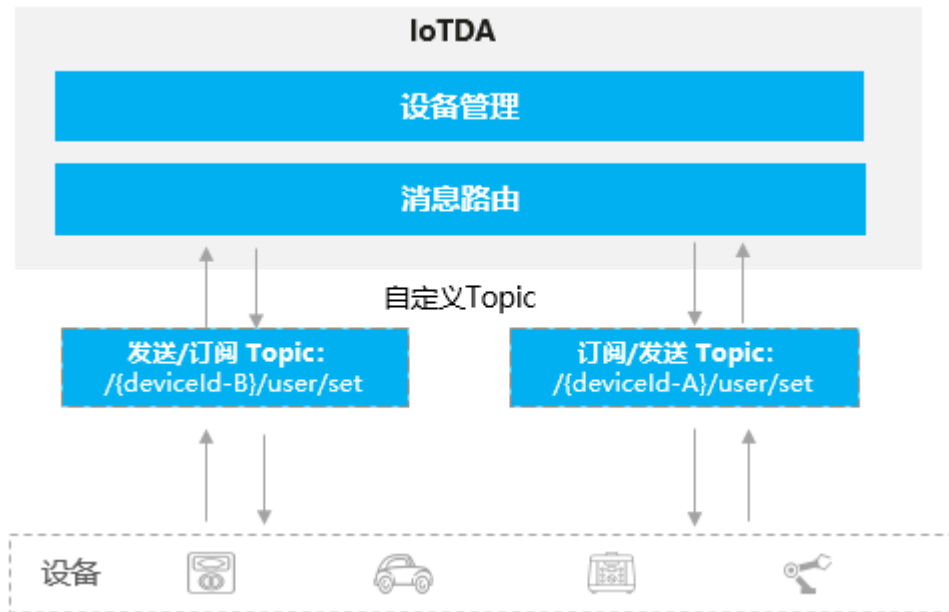 IoTDA
设备管理
消息路由
自定义Topic
发送/订阅 Topic:
/{deviceId-B}/user/set
订阅/发送 Topic:
/{deviceId-A}/user/set
设备